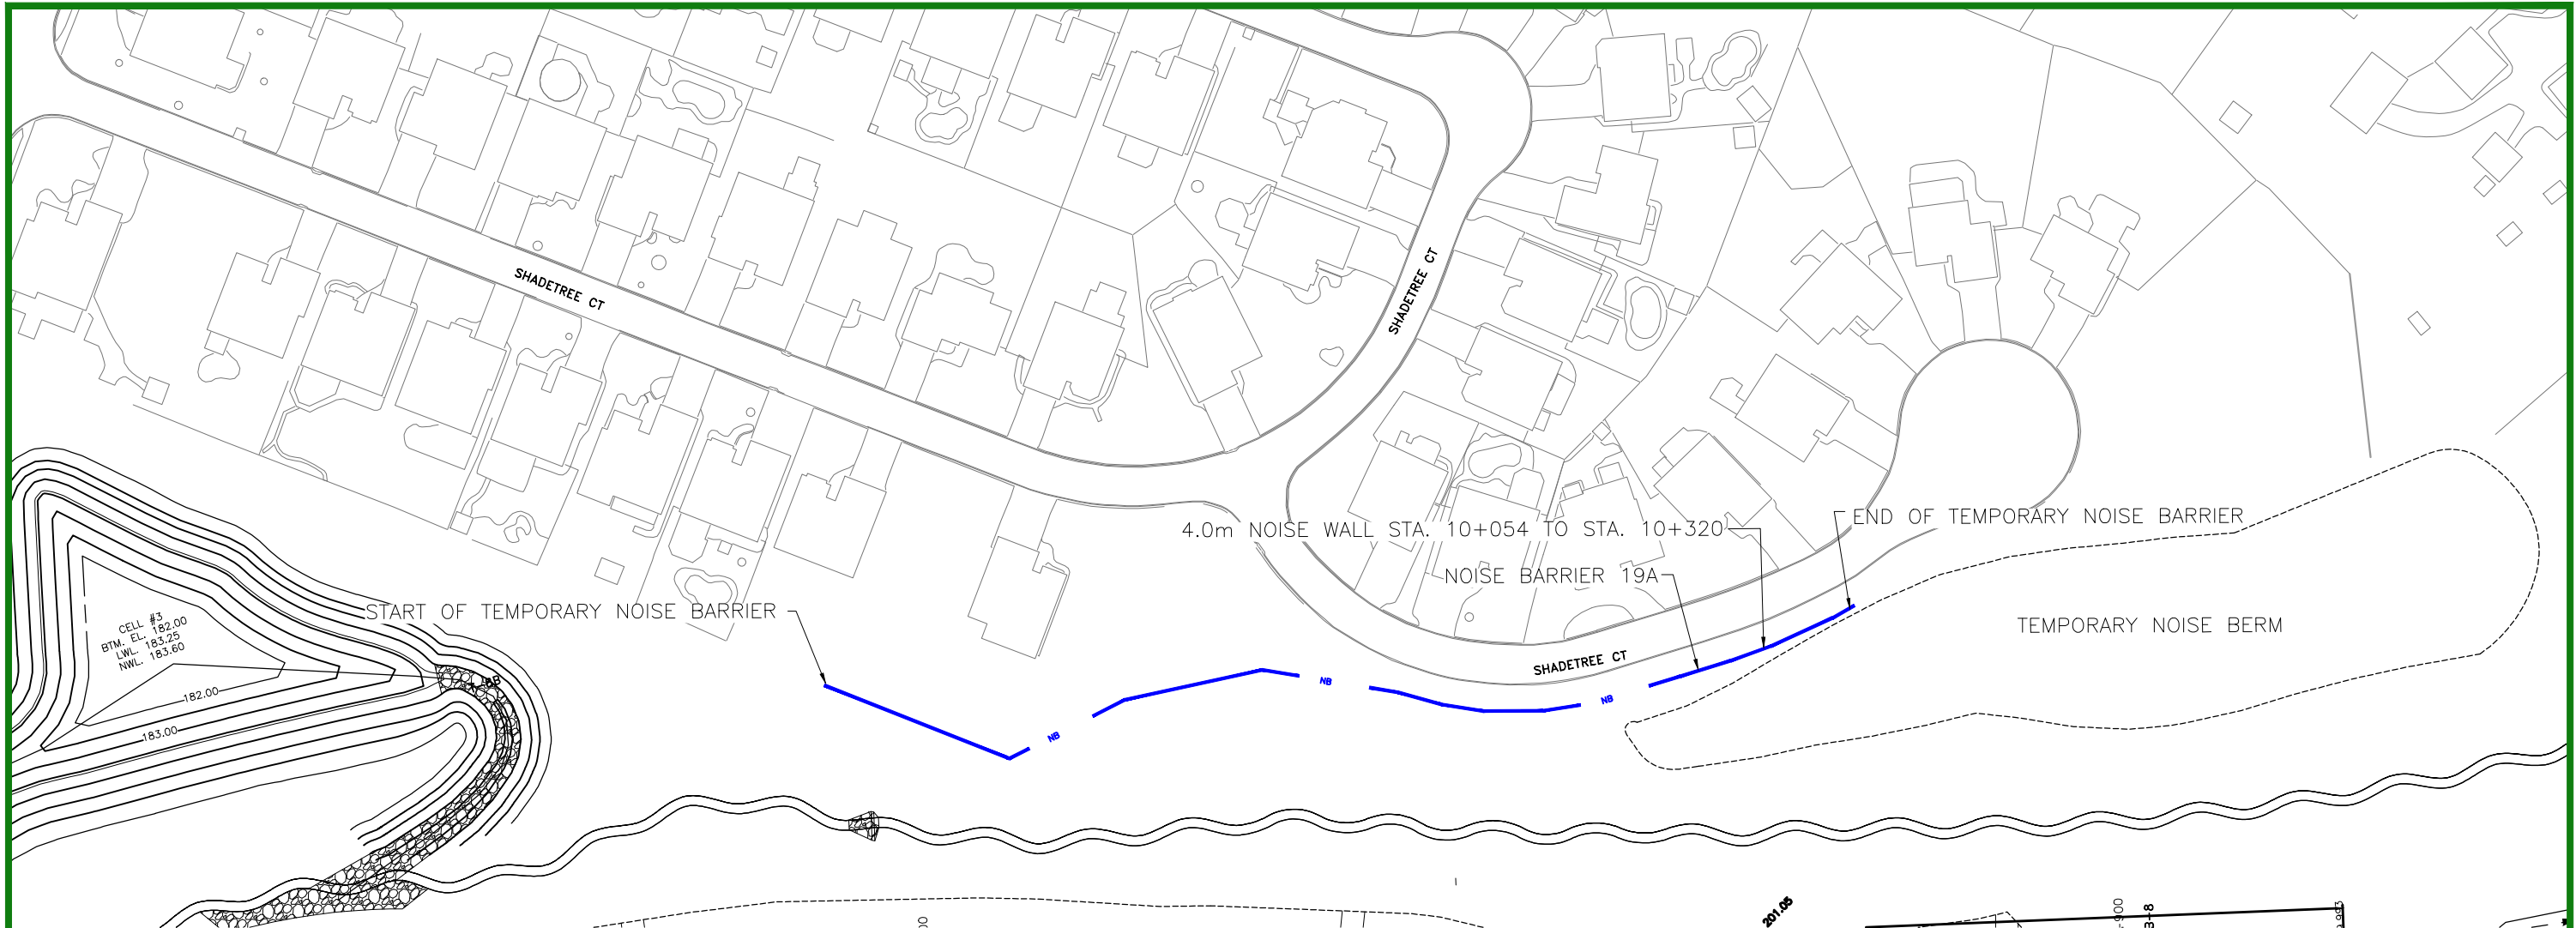 SHADETREE CT
SHADETREE CT
4.0m NOISE WALL STA. 10+054 TO STA. 10+320
END OF TEMPORARY NOISE BARRIER
NOISE BARRIER 19A
START OF TEMPORARY NOISE BARRIER
TEMPORARY NOISE BERM
CELL #3
BTM. EL. 182.00
LWL. 183.25
NWL. 183.60
SHADETREE CT
182.00
183.00
NB
NB
NB
201.05